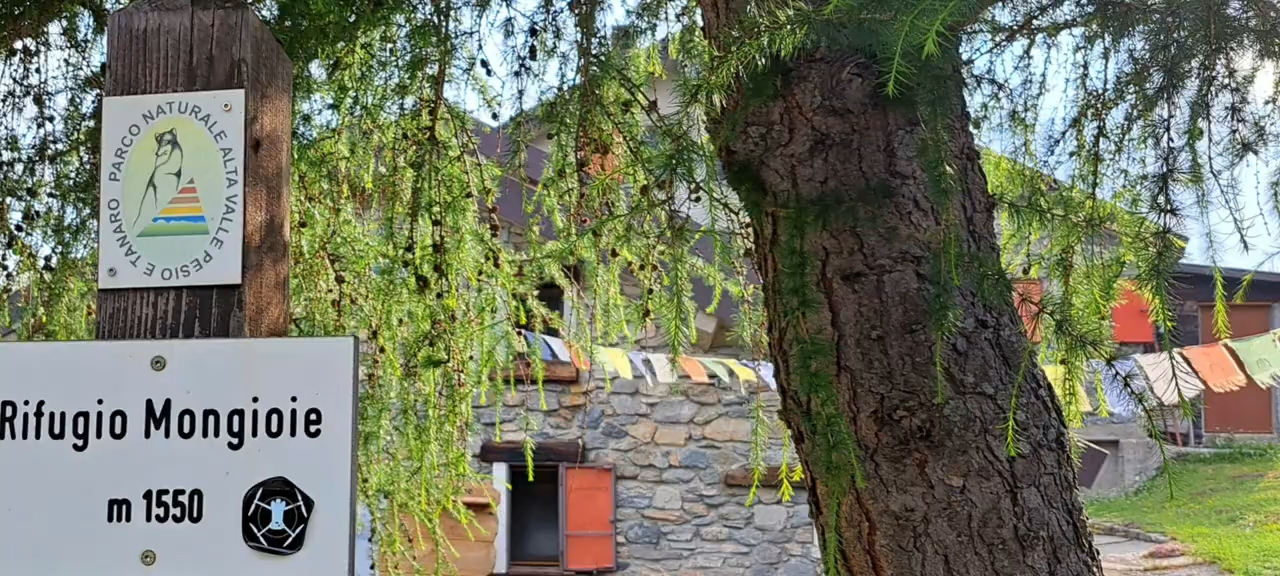 PARCO NATURALE ALTA VALLE PESIO E TANARO
Rifugio Mongioie
m 1550